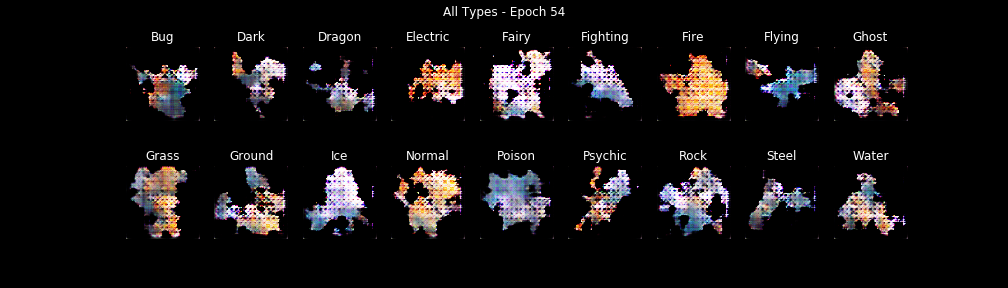 All Types - Epoch 54
Bug Dark Dragon Electric Fairy Fighting Fire Flying Ghost
Grass Ground Ice Normal Poison Psychic Rock Steel Water